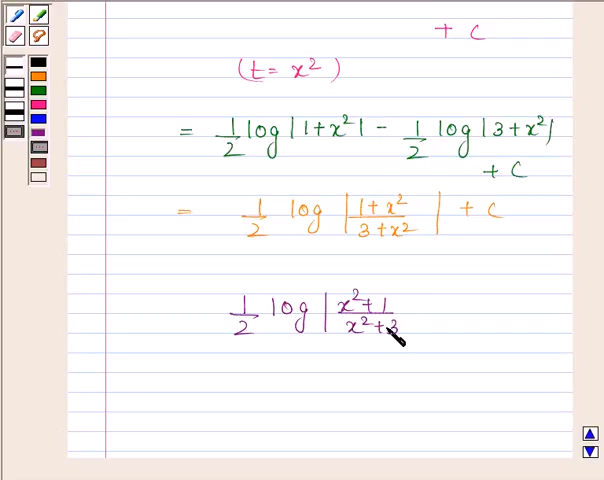 + c
(t = x²)
= 1/2 log |1+x²| - 1/2 log |3+x²|
+ c
= 1/2 log |1+x²/3+x²| + c
1/2 log |x²+1/x²+3